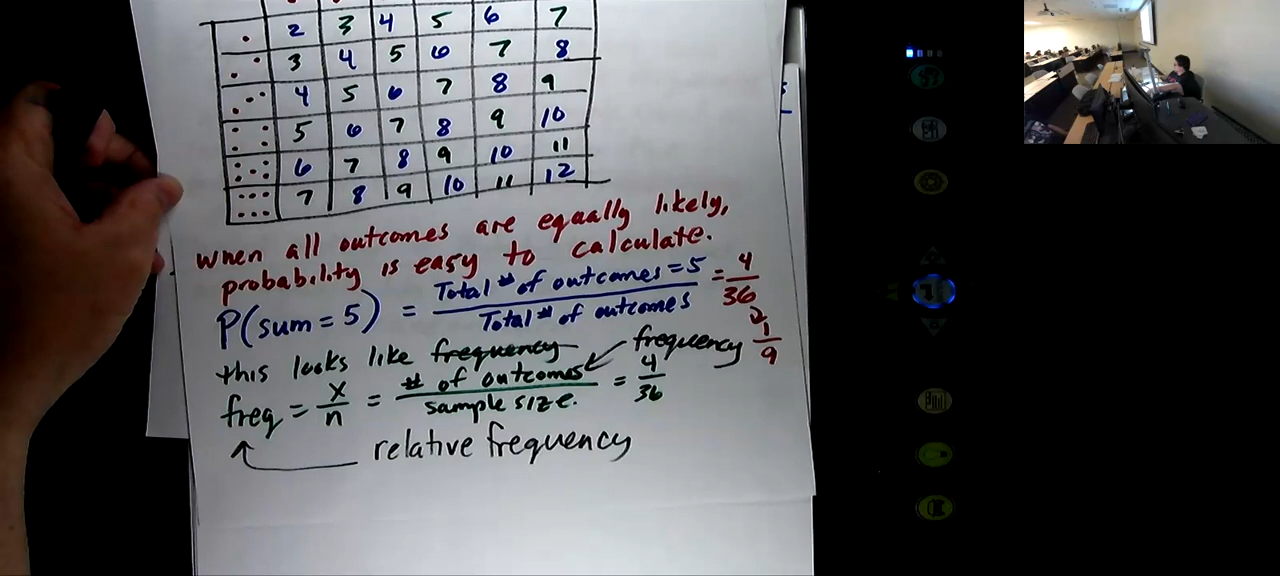 2 3 4 5 6 7
3 4 5 6 7 8
4 5 6 7 8 9
5 6 7 8 9 10
6 7 8 9 10 11
7 8 9 10 11 12
when all outcomes are equally likely,
probability is easy to calculate.
P(sum = 5) = Total # of outcomes = 5 / Total # of outcomes = 4/36
1/9
this looks like frequency frequency
freq = x/n = # of outcomes / sample size. = 4/36
relative frequency